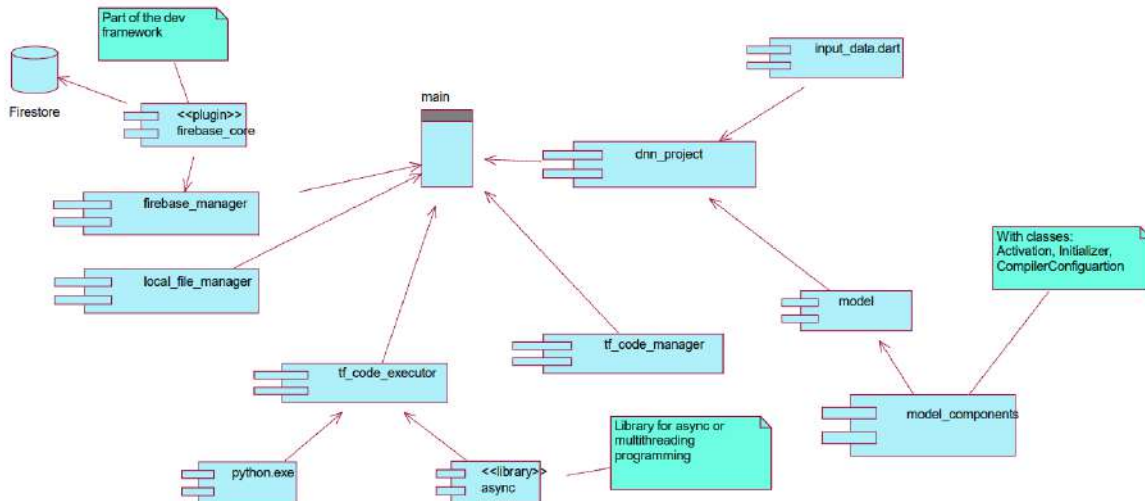 Part of the dev
framework
input_data.dart
main
Firestore
<<plugin>>
firebase_core
dnn_project
firebase_manager
With classes:
Activation, Initializer,
CompilerConfiguartion
local_file_manager
model
tf_code_manager
tf_code_executor
model_components
Library for async or
multithreading
programming
python.exe
<<library>>
async